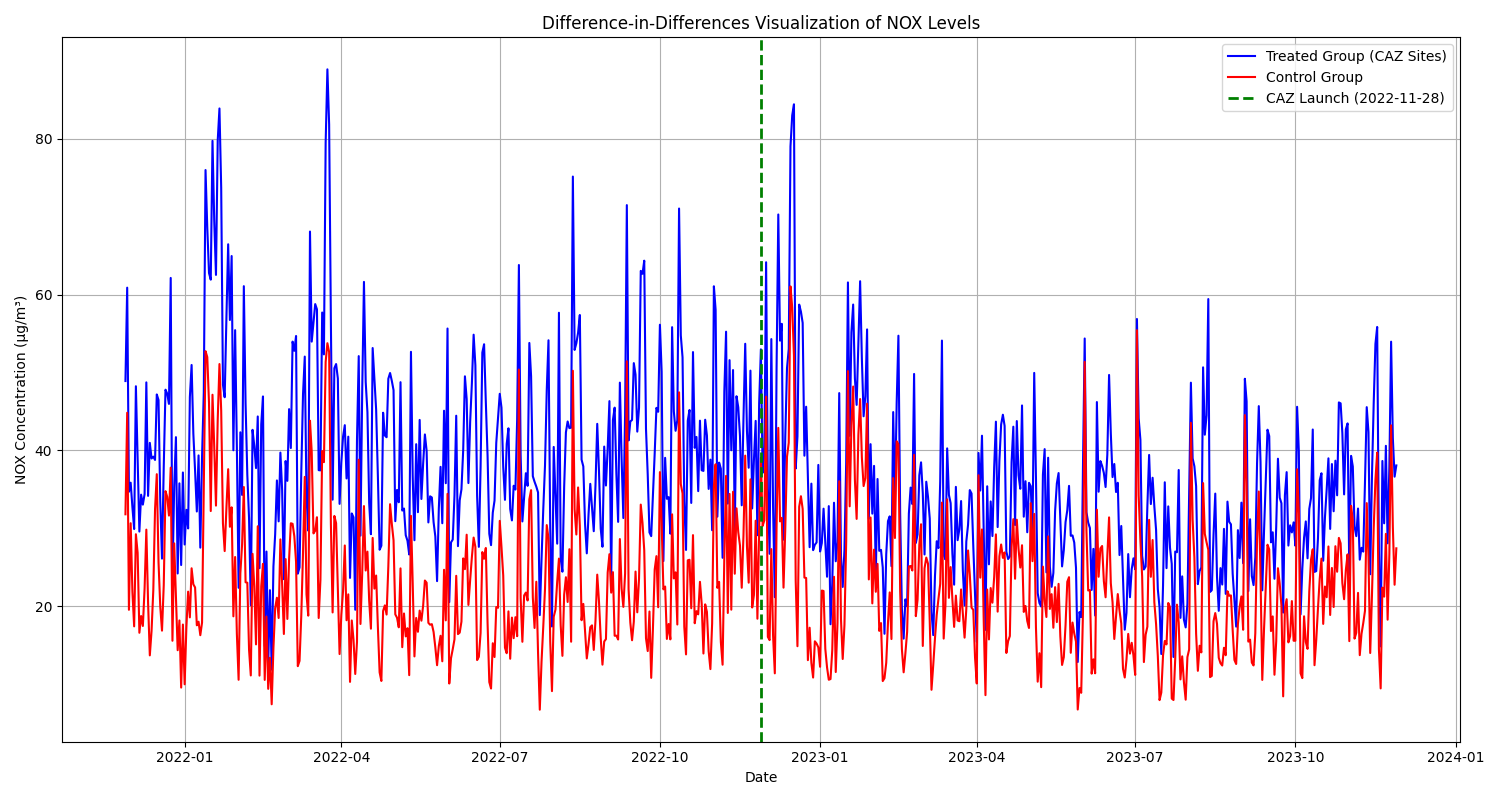 Difference-in-Differences Visualization of NOX Levels
Treated Group (CAZ Sites)
Control Group
CAZ Launch (2022-11-28)
NOX Concentration (µg/m³)
80
60
40
20
2022-01
2022-04
2022-07
2022-10
2023-01
2023-04
2023-07
2023-10
2024-01
Date